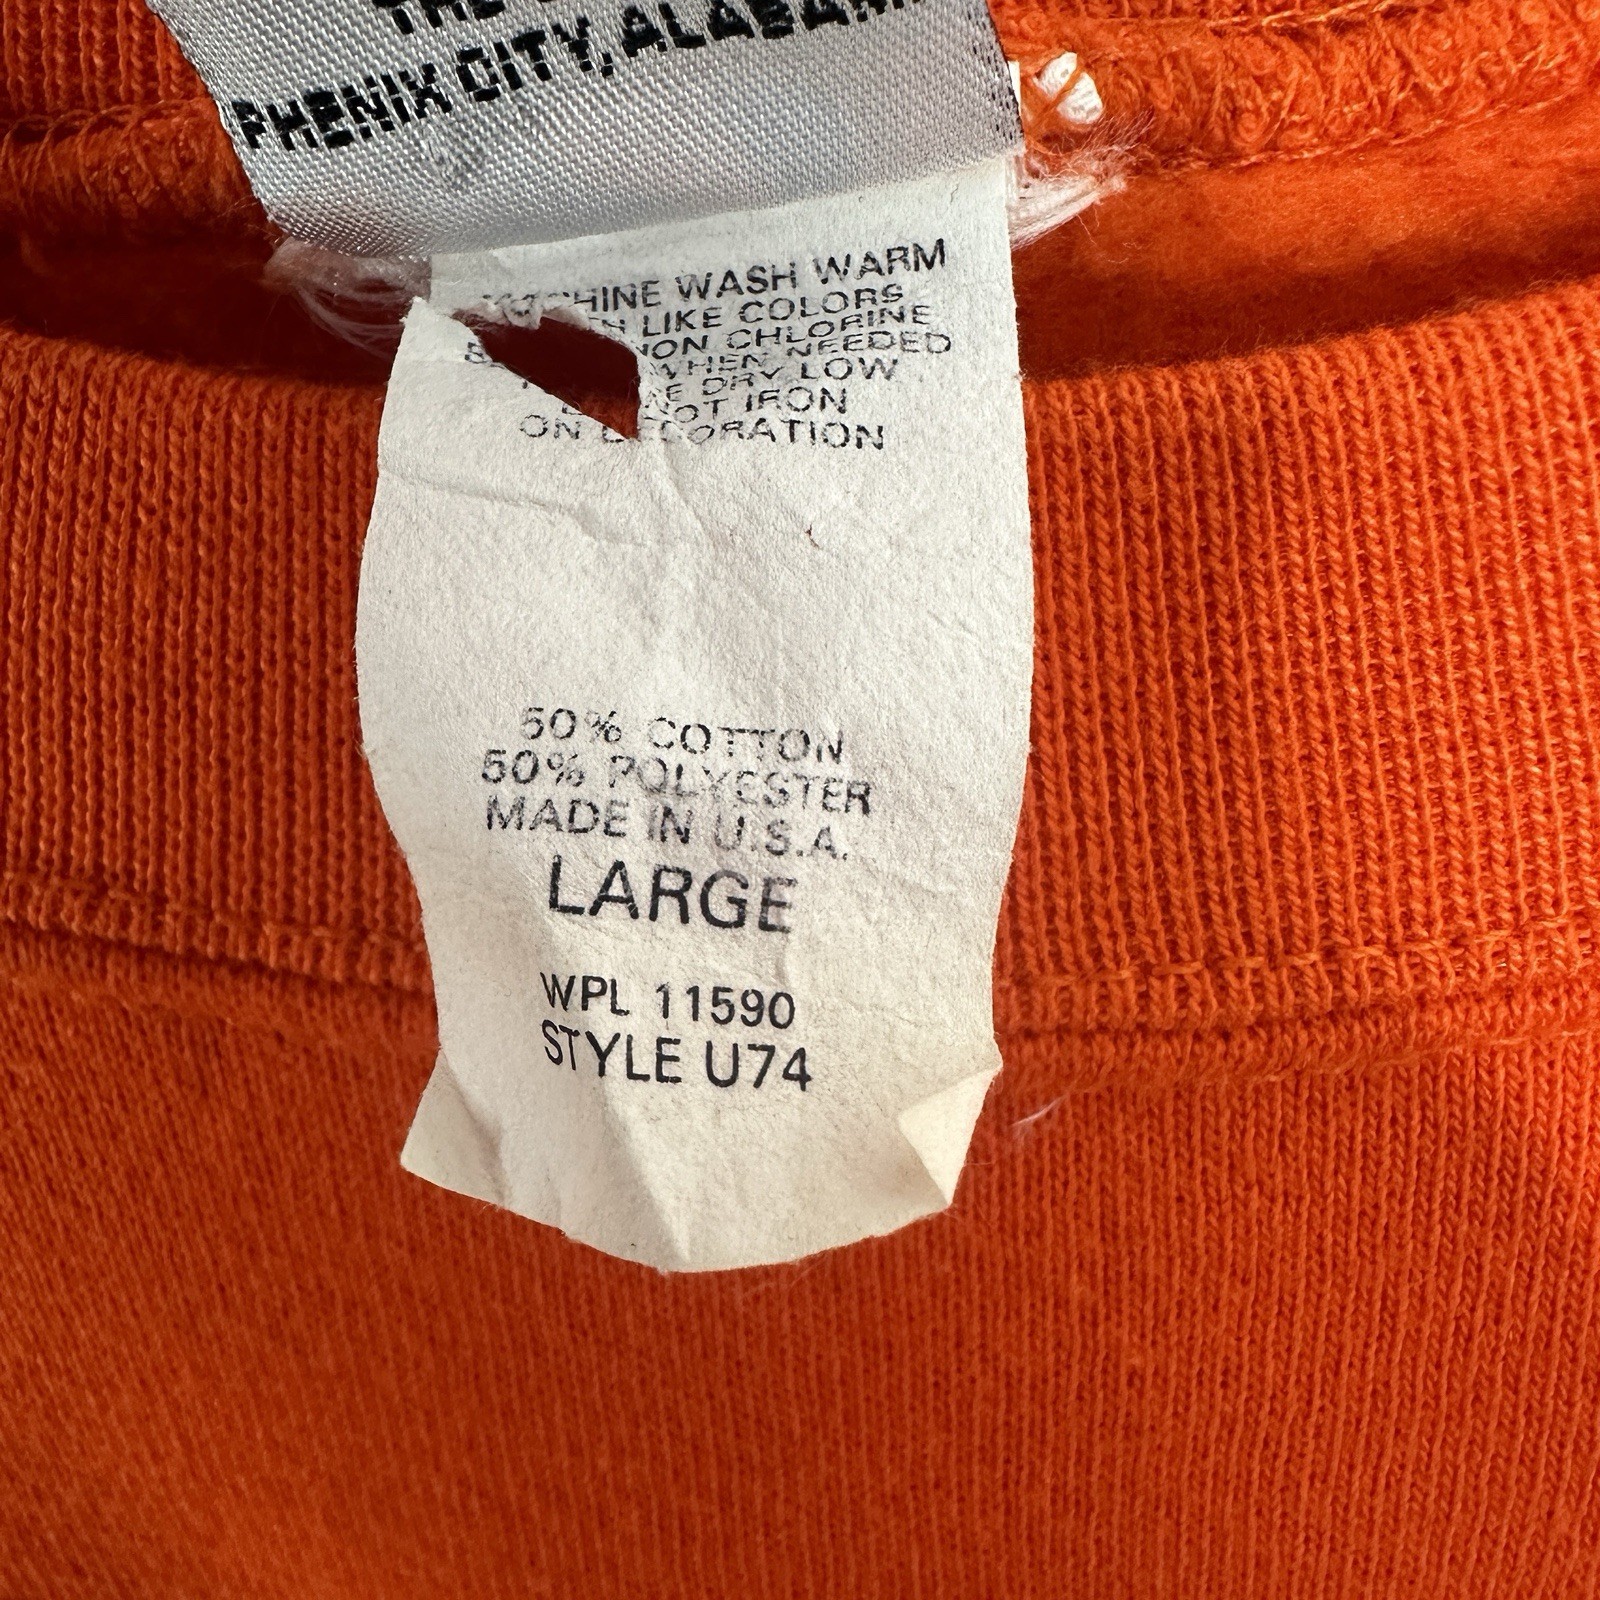 THE
PHENIX CITY, ALABAMA
MACHINE WASH WARM
LIKE COLORS
NON CHLORINE
WHEN NEEDED
DRY LOW
NOT IRON
ON DECORATION
50% COTTON
50% POLYESTER
MADE IN U.S.A.
LARGE
WPL 11590
STYLE U74